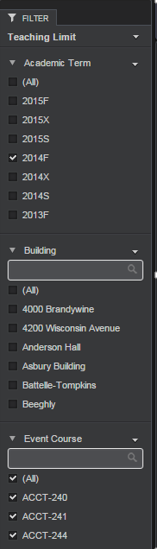 FILTER
Teaching Limit
Academic Term
(All)
2015F
2015X
2015S
2014F
2014X
2014S
2013F
Building
(All)
4000 Brandywine
4200 Wisconsin Avenue
Anderson Hall
Asbury Building
Battelle-Tompkins
Beeghly
Event Course
(All)
ACCT-240
ACCT-241
ACCT-244